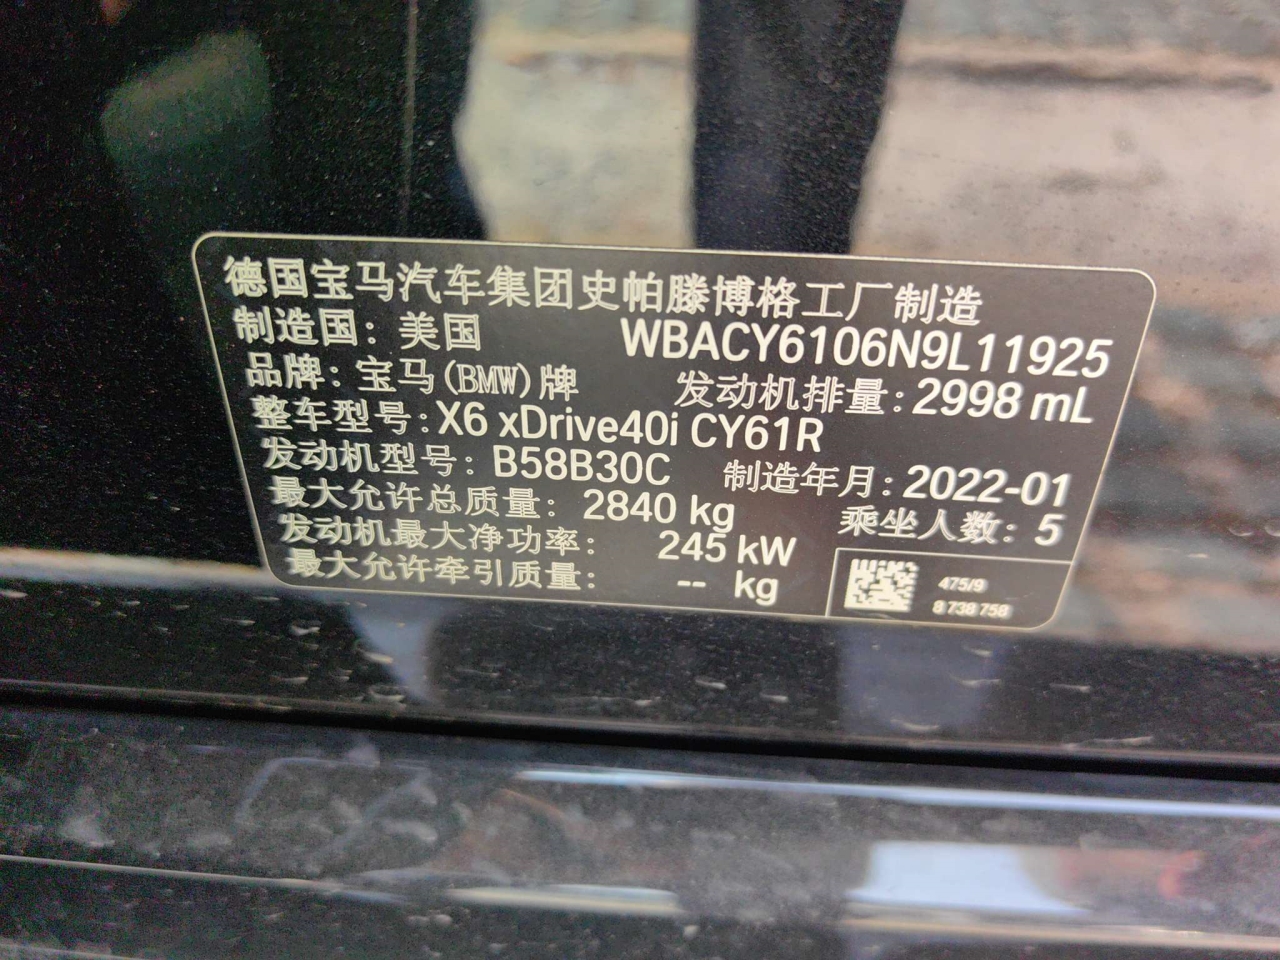 德国宝马汽车集团史帕滕博格工厂制造
制造国：美国 WBACY6106N9L11925
品牌：宝马(BMW)牌 发动机排量：2998 mL
整车型号：X6 xDrive40i CY61R
发动机型号：B58B30C 制造年月：2022-01
最大允许总质量：2840 kg 乘坐人数：5
发动机最大净功率：245 kW
最大允许牵引质量：-- kg
475/9
8 738 758